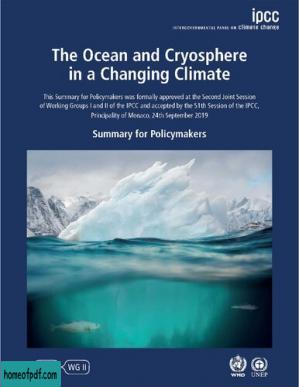 ipcc
INTERGOVERNMENTAL PANEL ON climate change
The Ocean and Cryosphere
in a Changing Climate
This Summary for Policymakers was formally approved at the Second Joint Session
of Working Groups I and II of the IPCC and accepted by the 51th Session of the IPCC,
Principality of Monaco, 24th September 2019
Summary for Policymakers
WG II
WMO
UNEP
homeofpdf.com